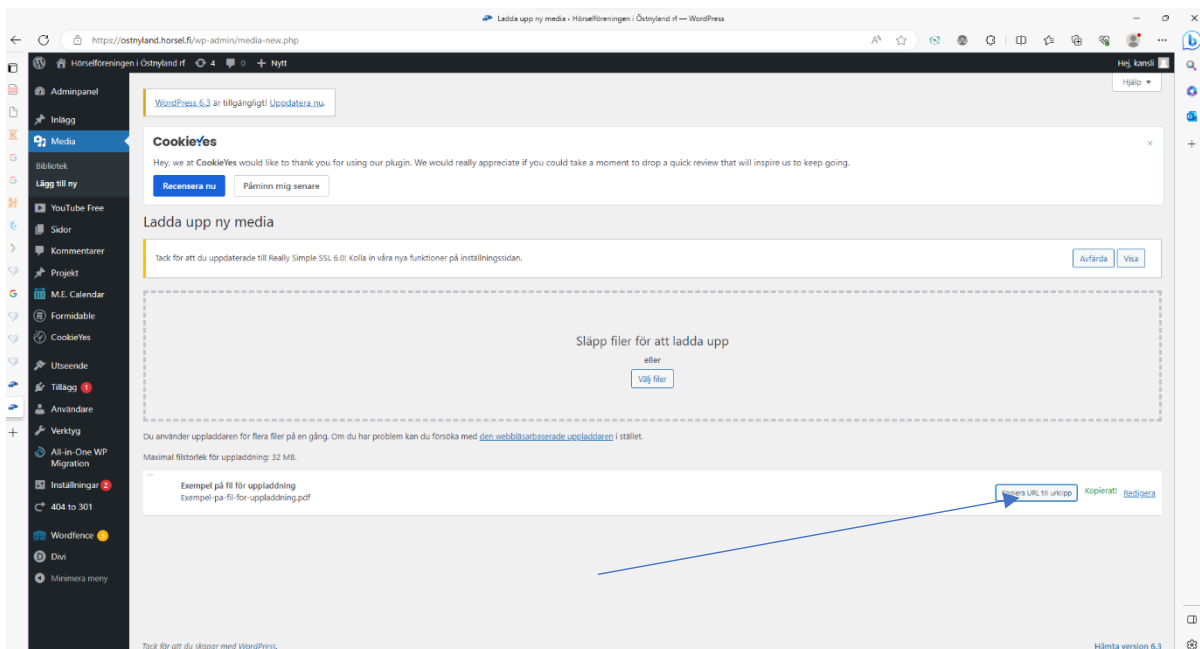 Ladda upp ny media ‹ Hörselföreningen i Östnyland rf — WordPress
https://ostnyland.horsel.fi/wp-admin/media-new.php
Hörselföreningen i Östnyland rf 4 0 + Nytt
Hej, kansli
Hjälp
Adminpanel
Inlägg
Media
Bibliotek
Lägg till ny
YouTube Free
Sidor
Kommentarer
Projekt
M.E. Calendar
Formidable
CookieYes
Utseende
Tillägg 1
Användare
Verktyg
All-in-One WP
Migration
Inställningar 2
404 to 301
Wordfence 3
Divi
Minimera meny
WordPress 6.3 är tillgängligt! Uppdatera nu.
CookieYes
Hey, we at CookieYes would like to thank you for using our plugin. We would really appreciate if you could take a moment to drop a quick review that will inspire us to keep going.
Recensera nu
Påminn mig senare
Ladda upp ny media
Tack för att du uppdaterade till Really Simple SSL 6.0! Kolla in våra nya funktioner på inställningssidan.
Avfärda
Visa
Släpp filer för att ladda upp
eller
Välj filer
Du använder uppladdaren för flera filer på en gång. Om du har problem kan du försöka med den webbläsarbaserade uppladdaren i stället.
Maximal filstorlek för uppladdning: 32 MB.
Exempel på fil för uppladdning
Exempel-pa-fil-for-uppladdning.pdf
Kopiera URL till urklipp
Kopierat!
Redigera
Tack för att du skapar med WordPress.
Hämta version 6.3